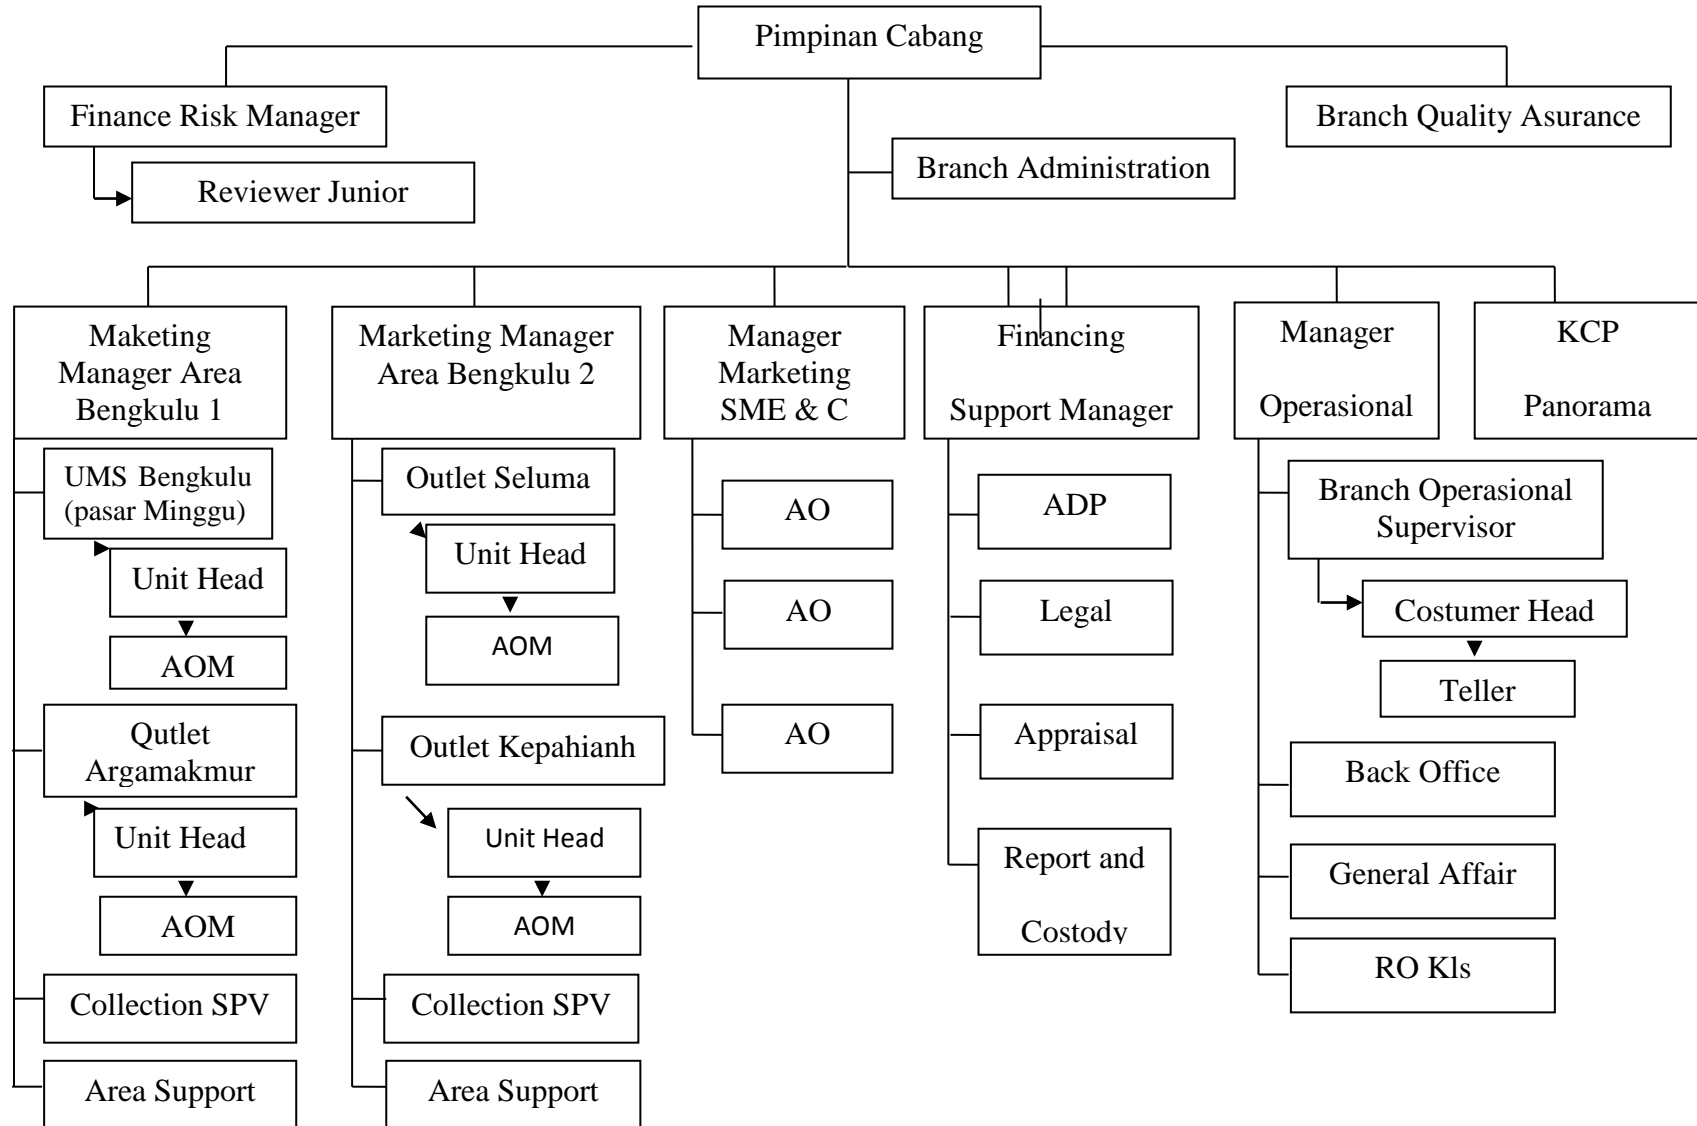 Pimpinan Cabang
Finance Risk Manager
Branch Quality Asurance
Branch Administration
Reviewer Junior
Maketing
Manager Area
Bengkulu 1
Marketing Manager
Area Bengkulu 2
Manager
Marketing
SME & C
Financing
Support Manager
Manager
Operasional
KCP
Panorama
UMS Bengkulu
(pasar Minggu)
Unit Head
AOM
Qutlet
Argamakmur
Unit Head
AOM
Collection SPV
Area Support
Outlet Seluma
Unit Head
AOM
Outlet Kepahianh
Unit Head
AOM
Collection SPV
Area Support
AO
AO
AO
ADP
Legal
Appraisal
Report and
Costody
Branch Operasional
Supervisor
Costumer Head
Teller
Back Office
General Affair
RO Kls